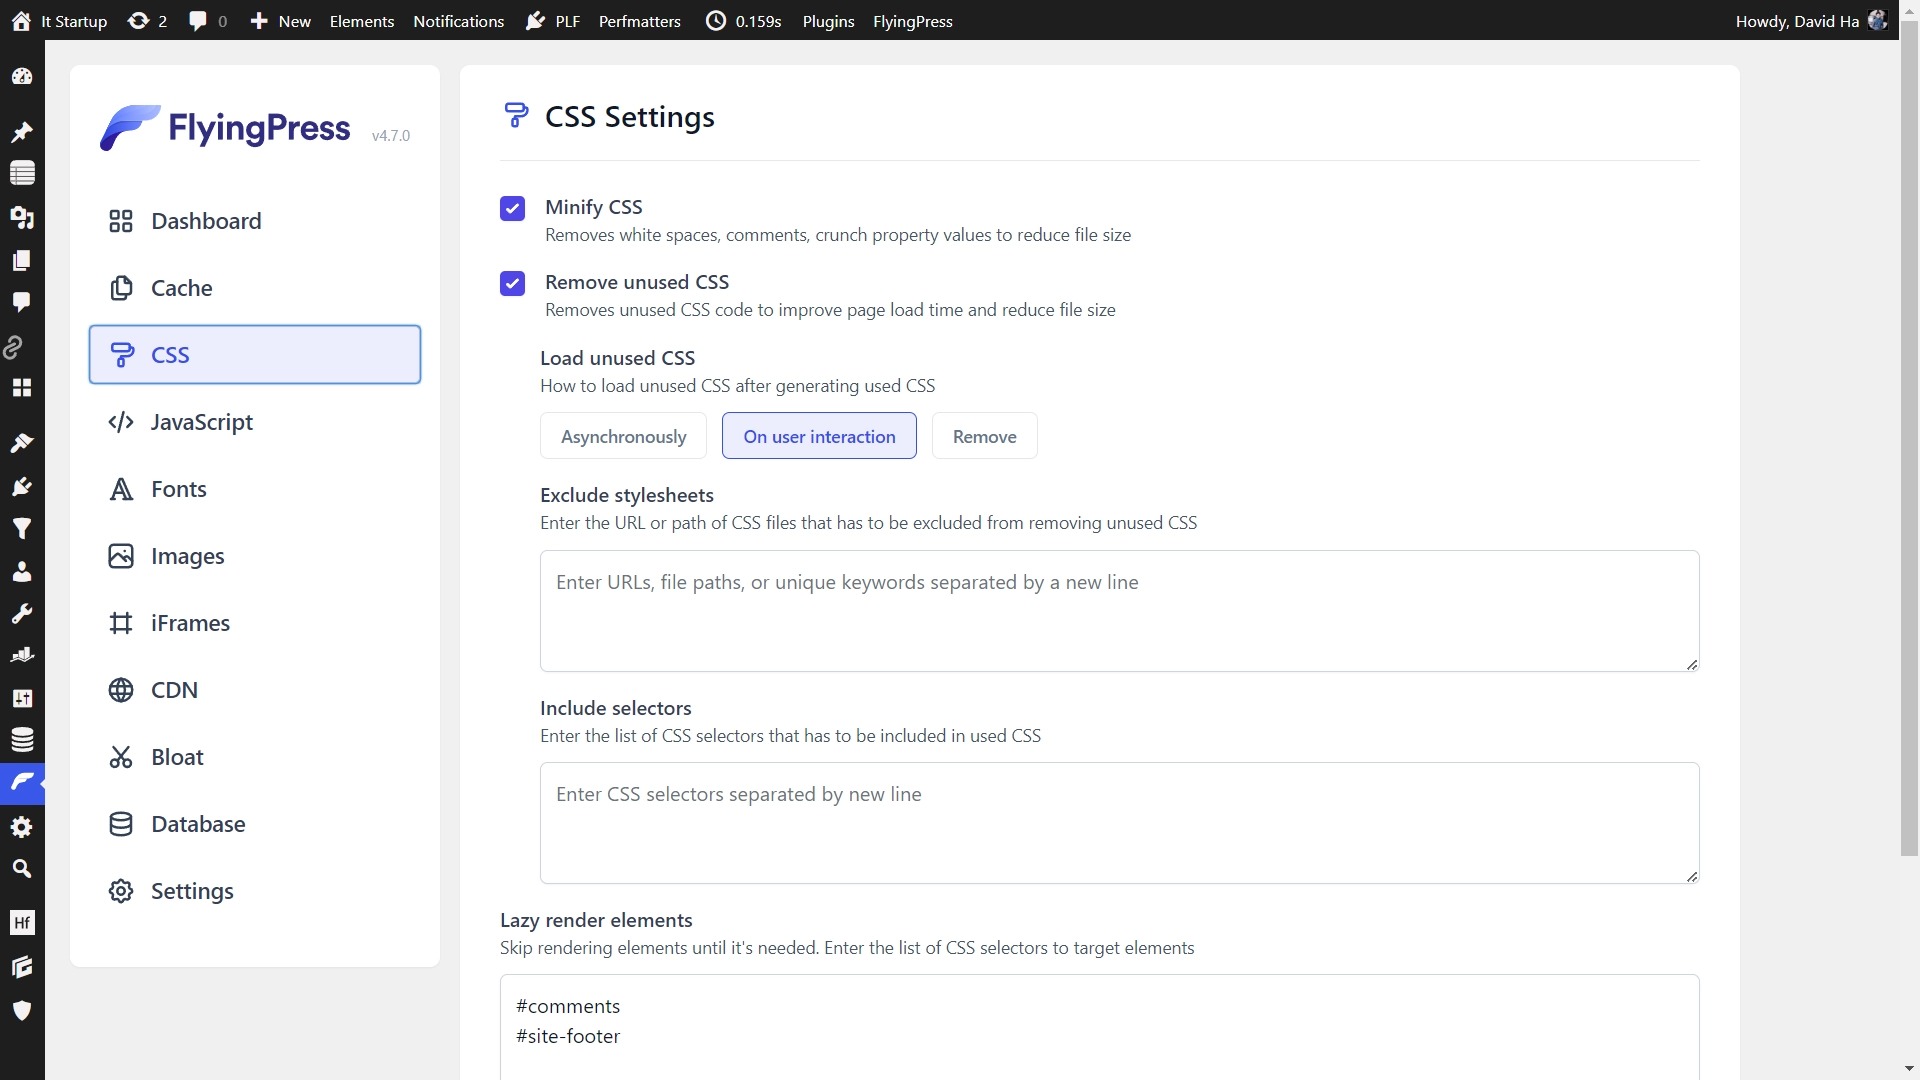 It Startup 2 0 New Elements Notifications PLF Perfmatters 0.159s Plugins FlyingPress Howdy, David Ha
FlyingPress v4.7.0
Dashboard
Cache
CSS
JavaScript
Fonts
Images
iFrames
CDN
Bloat
Database
Settings
Hf
CSS Settings
Minify CSS
Removes white spaces, comments, crunch property values to reduce file size
Remove unused CSS
Removes unused CSS code to improve page load time and reduce file size
Load unused CSS
How to load unused CSS after generating used CSS
Asynchronously On user interaction Remove
Exclude stylesheets
Enter the URL or path of CSS files that has to be excluded from removing unused CSS
Enter URLs, file paths, or unique keywords separated by a new line
Include selectors
Enter the list of CSS selectors that has to be included in used CSS
Enter CSS selectors separated by new line
Lazy render elements
Skip rendering elements until it's needed. Enter the list of CSS selectors to target elements
#comments
#site-footer